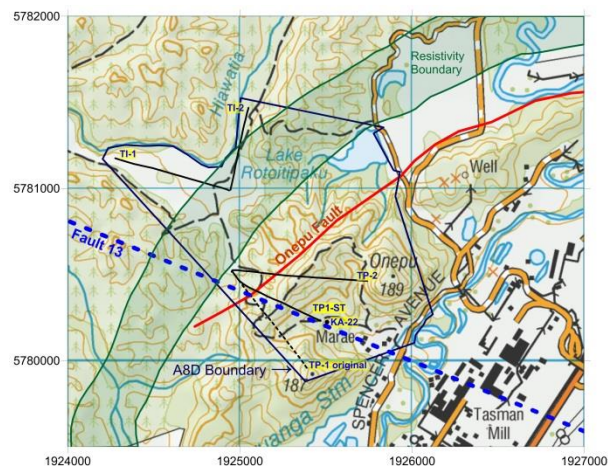 5782000
Resistivity
Boundary
Hiawatia
TI-2
TI-1
Lake
Rotoitipaku
Well
5781000
Onepu Fault
Fault 13
Onepu
TP-2
189
TP1-ST
KA-22
Marae
SPENCER AVENUE
TP-1 original
A8D Boundary
187
5780000
Stm
Tasman
Mill
1924000
1925000
1926000
1927000